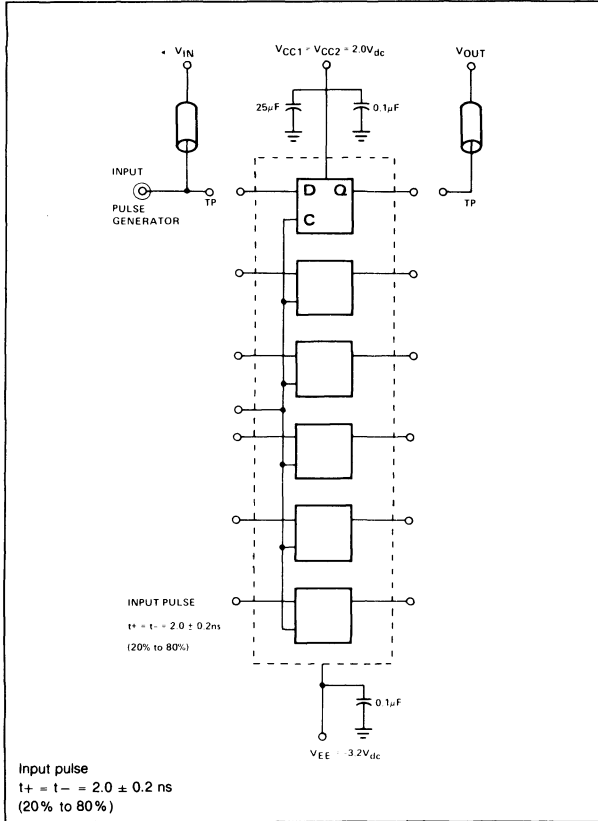 VIN
VCC1 = VCC2 = 2.0Vdc
VOUT
25μF
0.1μF
INPUT
PULSE
GENERATOR
TP
D Q
C
TP
INPUT PULSE
t+ = t- = 2.0 ± 0.2ns
(20% to 80%)
0.1μF
VEE = -3.2Vdc
Input pulse
t+ = t- = 2.0 ± 0.2 ns
(20% to 80%)